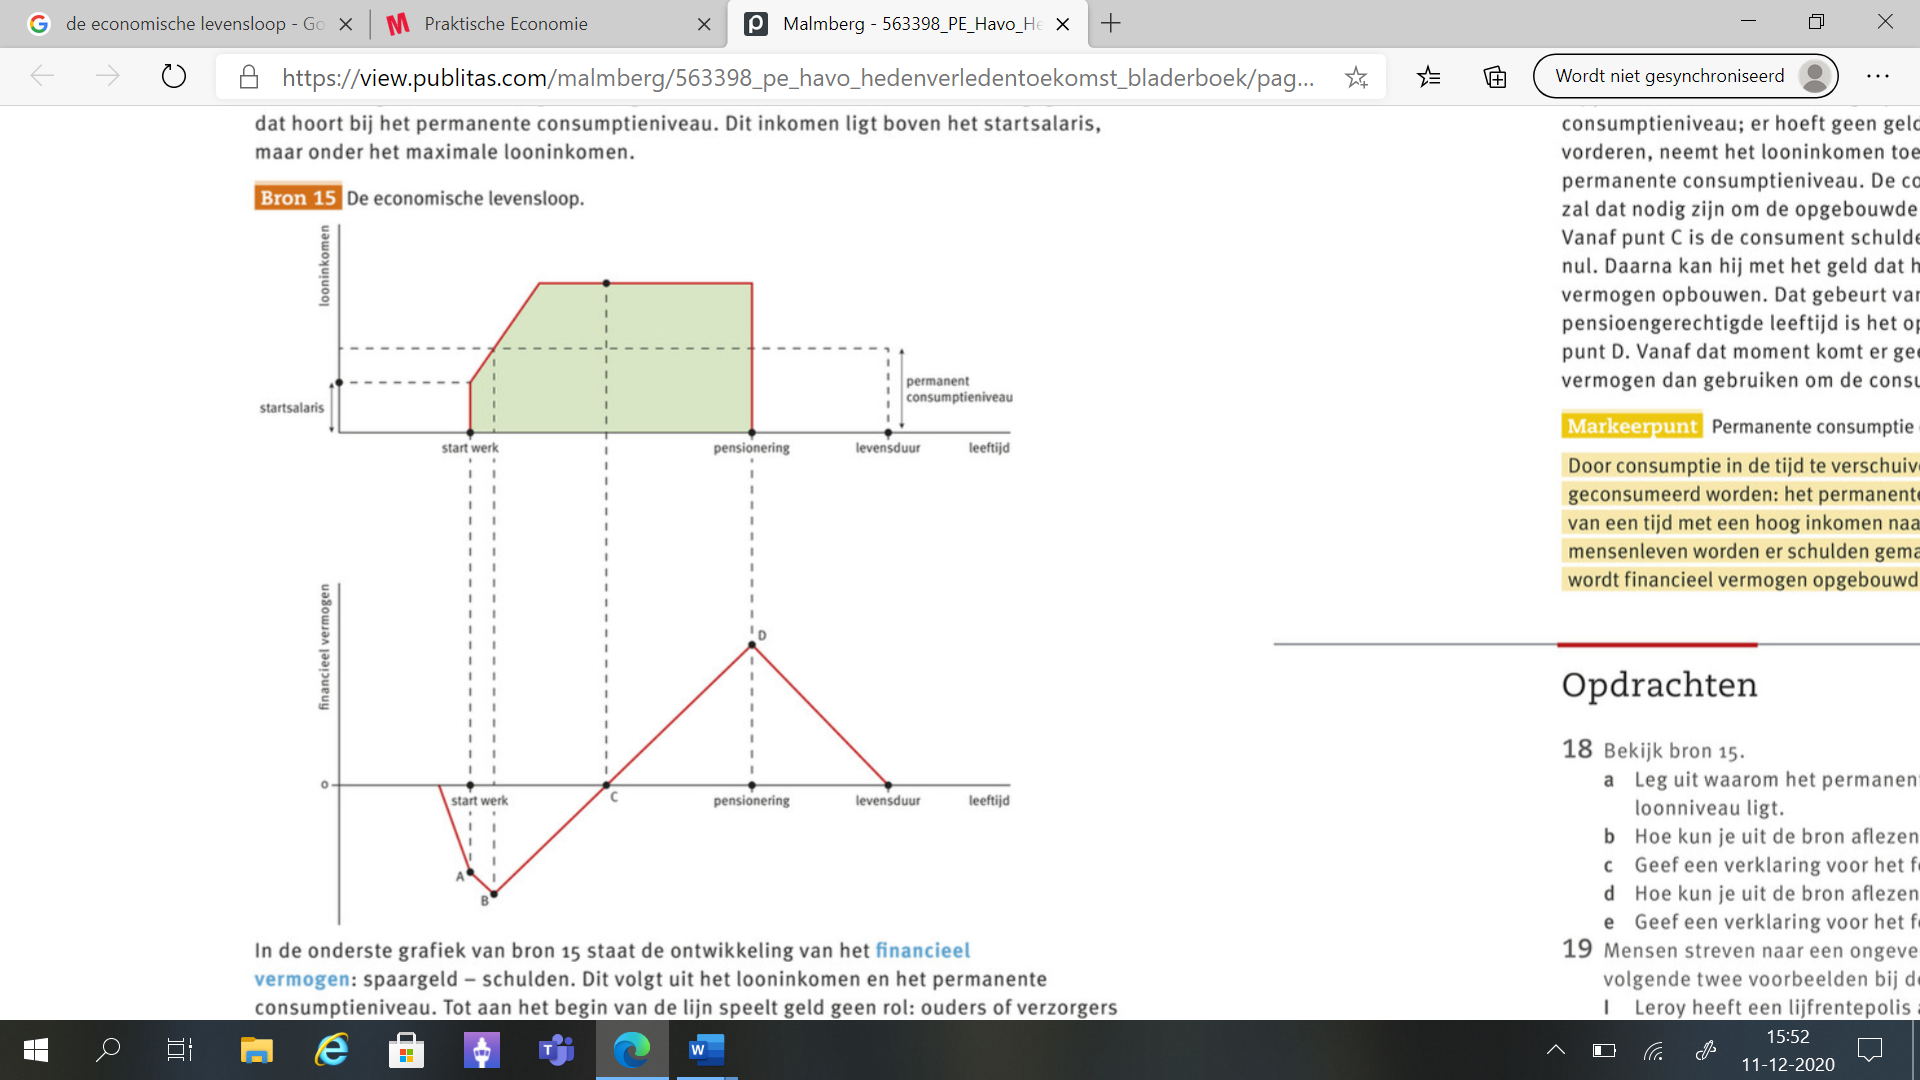 de economische levensloop - Go
Praktische Economie
Malmberg - 563398_PE_Havo_He
https://view.publitas.com/malmberg/563398_pe_havo_hedenverledentoekomst_bladerboek/pag...
Wordt niet gesynchroniseerd
dat hoort bij het permanente consumptieniveau. Dit inkomen ligt boven het startsalaris,
maar onder het maximale looninkomen.
Bron 15 De economische levensloop.
looninkomen
startsalaris
permanent
consumptieniveau
start werk
pensionering
levensduur
leeftijd
financieel vermogen
D
0
start werk
C
pensionering
levensduur
leeftijd
A
B
In de onderste grafiek van bron 15 staat de ontwikkeling van het financieel
vermogen: spaargeld – schulden. Dit volgt uit het looninkomen en het permanente
consumptieniveau. Tot aan het begin van de lijn speelt geld geen rol: ouders of verzorgers
consumptieniveau; er hoeft geen geld
vorderen, neemt het looninkomen toe
permanente consumptieniveau. De co
zal dat nodig zijn om de opgebouwde
Vanaf punt C is de consument schulde
nul. Daarna kan hij met het geld dat h
vermogen opbouwen. Dat gebeurt van
pensioengerechtigde leeftijd is het op
punt D. Vanaf dat moment komt er gee
vermogen dan gebruiken om de consu
Markeerpunt Permanente consumptie
Door consumptie in de tijd te verschuive
geconsumeerd worden: het permanente
van een tijd met een hoog inkomen naa
mensenleven worden er schulden gema
wordt financieel vermogen opgebouwd
Opdrachten
18 Bekijk bron 15.
a Leg uit waarom het permanent
loonniveau ligt.
b Hoe kun je uit de bron aflezen
c Geef een verklaring voor het fe
d Hoe kun je uit de bron aflezen
e Geef een verklaring voor het fe
19 Mensen streven naar een ongeve
volgende twee voorbeelden bij de
I Leroy heeft een lijfrentepolis a
15:52
11-12-2020